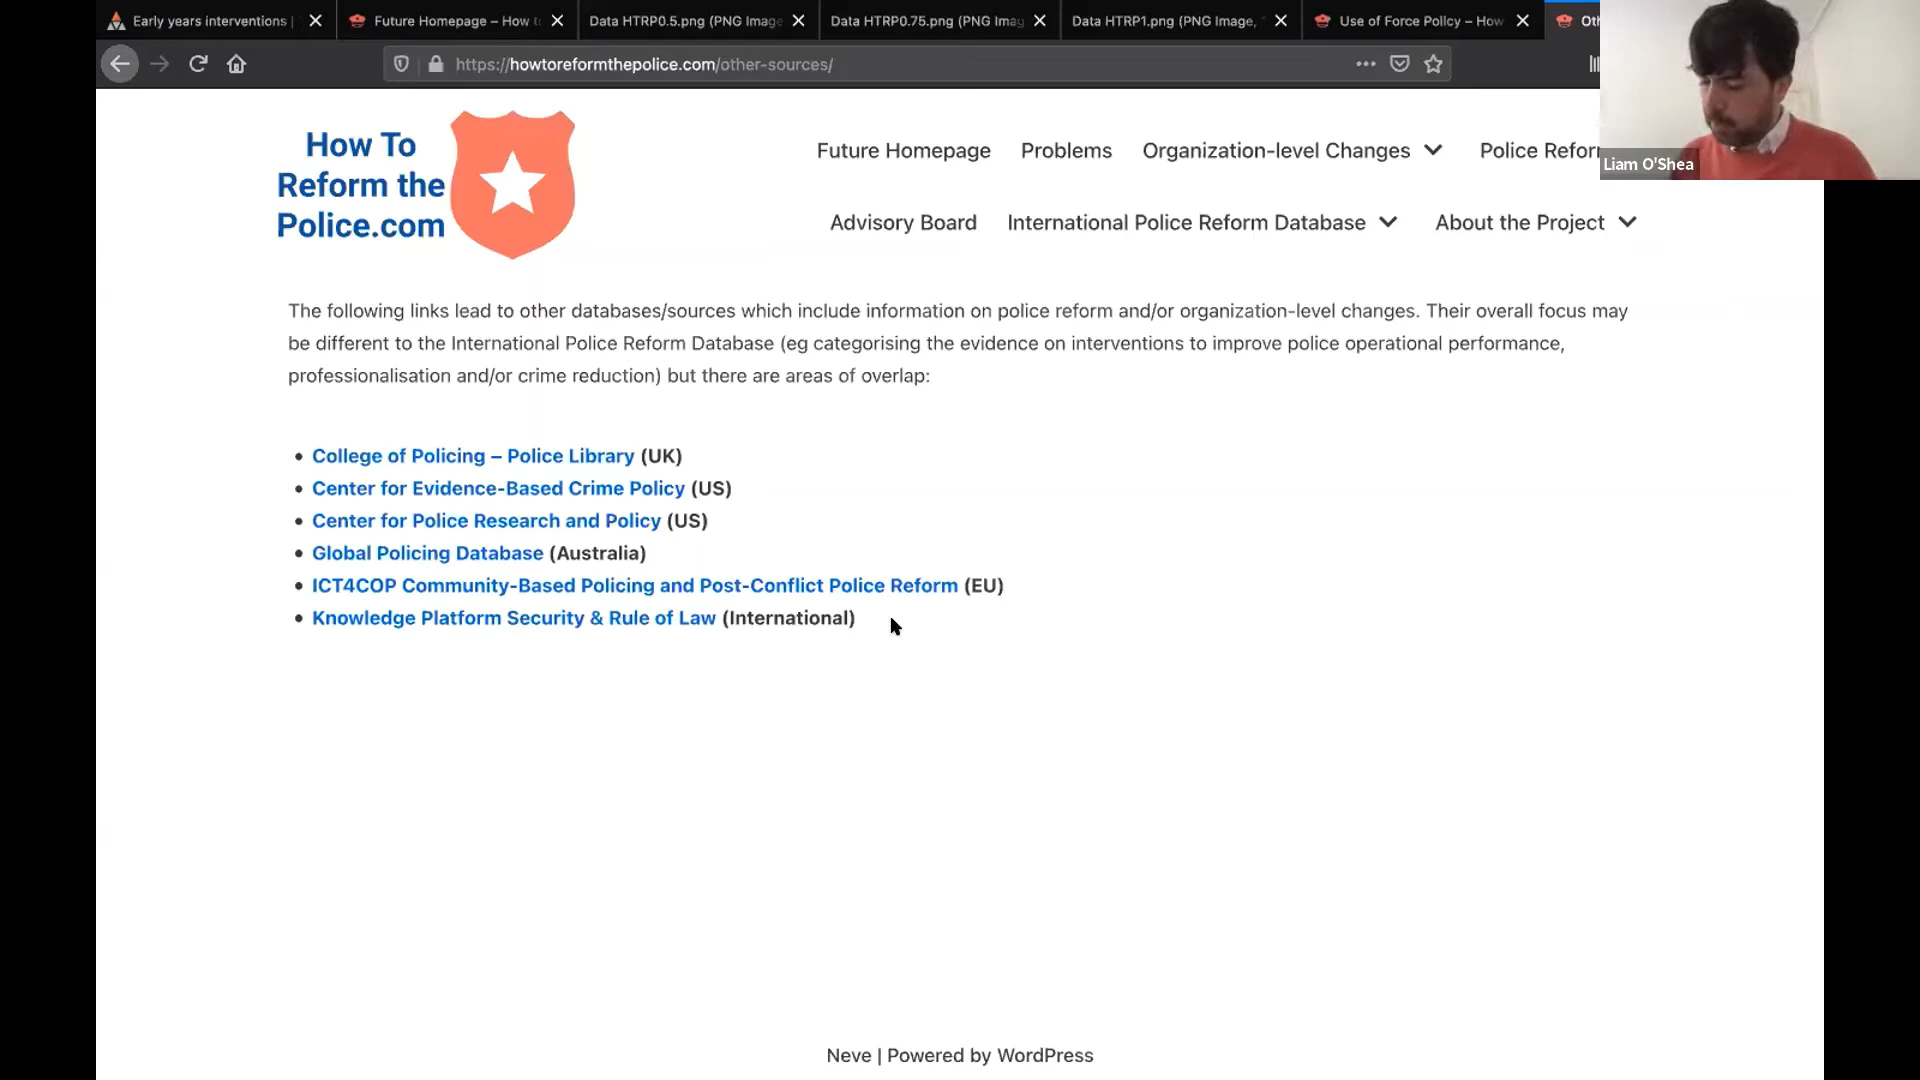 Early years interventions |
Future Homepage – How t
Data HTRP0.5.png (PNG Image
Data HTRP0.75.png (PNG Imag
Data HTRP1.png (PNG Image,
Use of Force Policy – How
Oth
https://howtoreformthepolice.com/other-sources/
Liam O'Shea
How To
Reform the
Police.com
Future Homepage Problems Organization-level Changes Police Refor
Advisory Board International Police Reform Database About the Project
The following links lead to other databases/sources which include information on police reform and/or organization-level changes. Their overall focus may
be different to the International Police Reform Database (eg categorising the evidence on interventions to improve police operational performance,
professionalisation and/or crime reduction) but there are areas of overlap:
• College of Policing – Police Library (UK)
• Center for Evidence-Based Crime Policy (US)
• Center for Police Research and Policy (US)
• Global Policing Database (Australia)
• ICT4COP Community-Based Policing and Post-Conflict Police Reform (EU)
• Knowledge Platform Security & Rule of Law (International)
Neve | Powered by WordPress